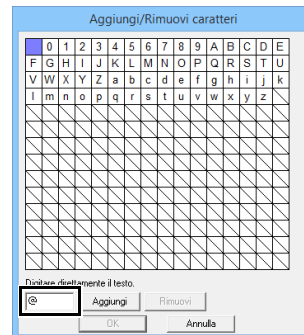 Aggiungi/Rimuovi caratteri
0 1 2 3 4 5 6 7 8 9 A B C D E
F G H I J K L M N O P Q R S T U
V W X Y Z a b c d e f g h i j k
l m n o p q r s t u v w x y z
Digitare direttamente il testo.
@ Aggiungi Rimuovi
OK Annulla